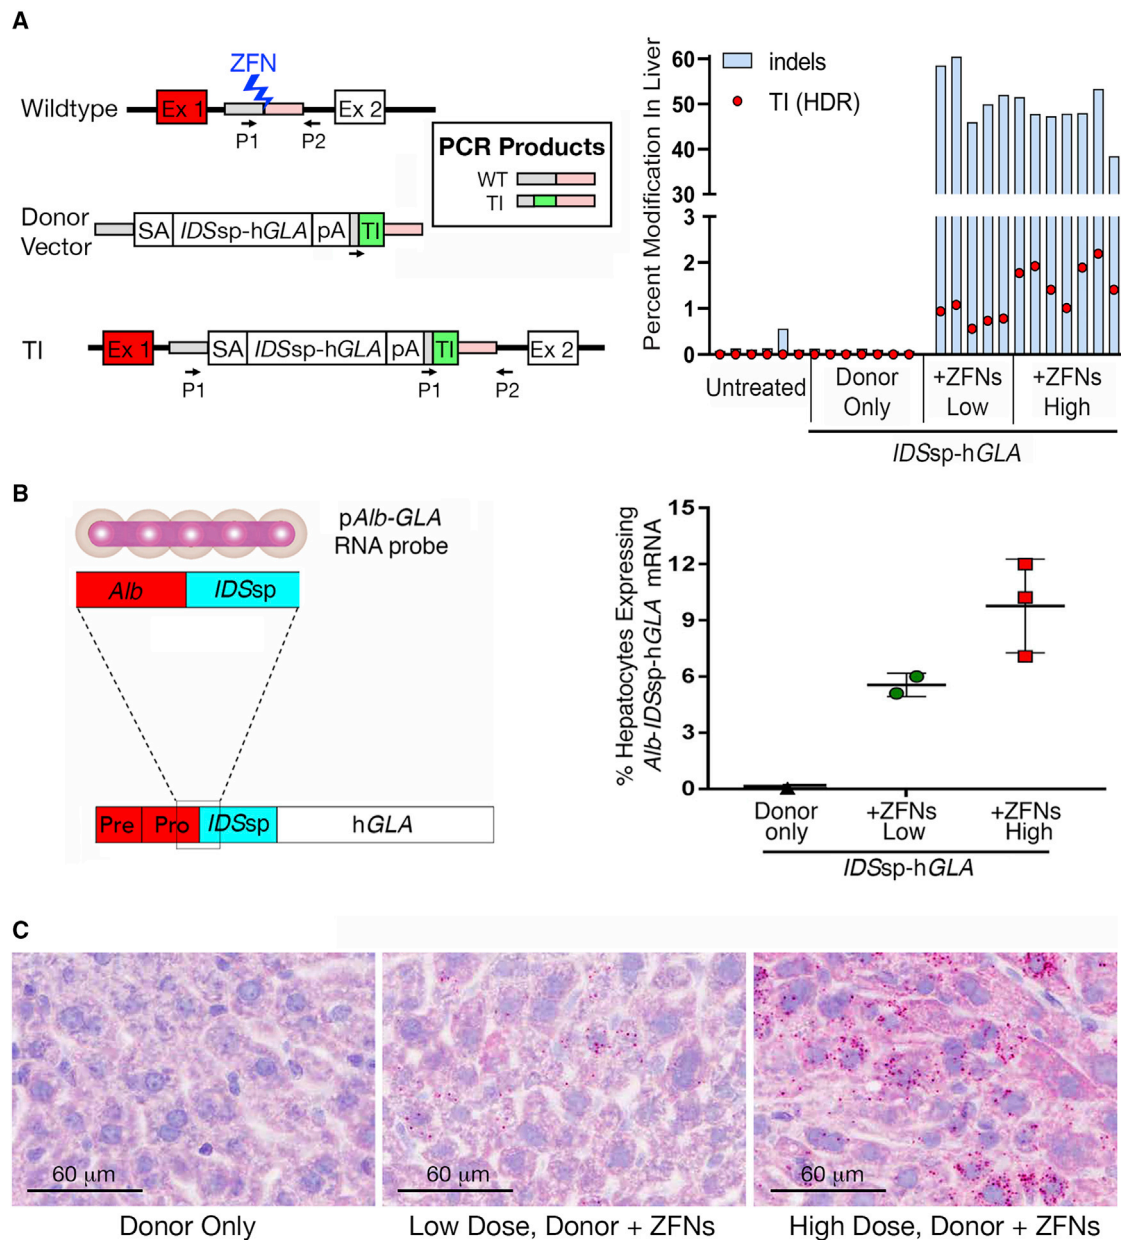 A
ZFN
Wildtype
Ex 1
Ex 2
P1
P2
PCR Products
WT
TI
Donor
Vector
SA
IDSsp-hGLA
pA
TI
TI
Ex 1
SA
IDSsp-hGLA
pA
TI
Ex 2
P1
P1
P2
Percent Modification In Liver
60
50
40
30
3
2
1
0
indels
TI (HDR)
Untreated
Donor
Only
+ZFNs
Low
+ZFNs
High
IDSsp-hGLA
B
pAlb-GLA
RNA probe
Alb
IDSsp
Pre
Pro
IDSsp
hGLA
% Hepatocytes Expressing
Alb-IDSsp-hGLA mRNA
15
12
9
6
3
0
Donor
only
+ZFNs
Low
+ZFNs
High
IDSsp-hGLA
C
60 µm
60 µm
60 µm
Donor Only
Low Dose, Donor + ZFNs
High Dose, Donor + ZFNs